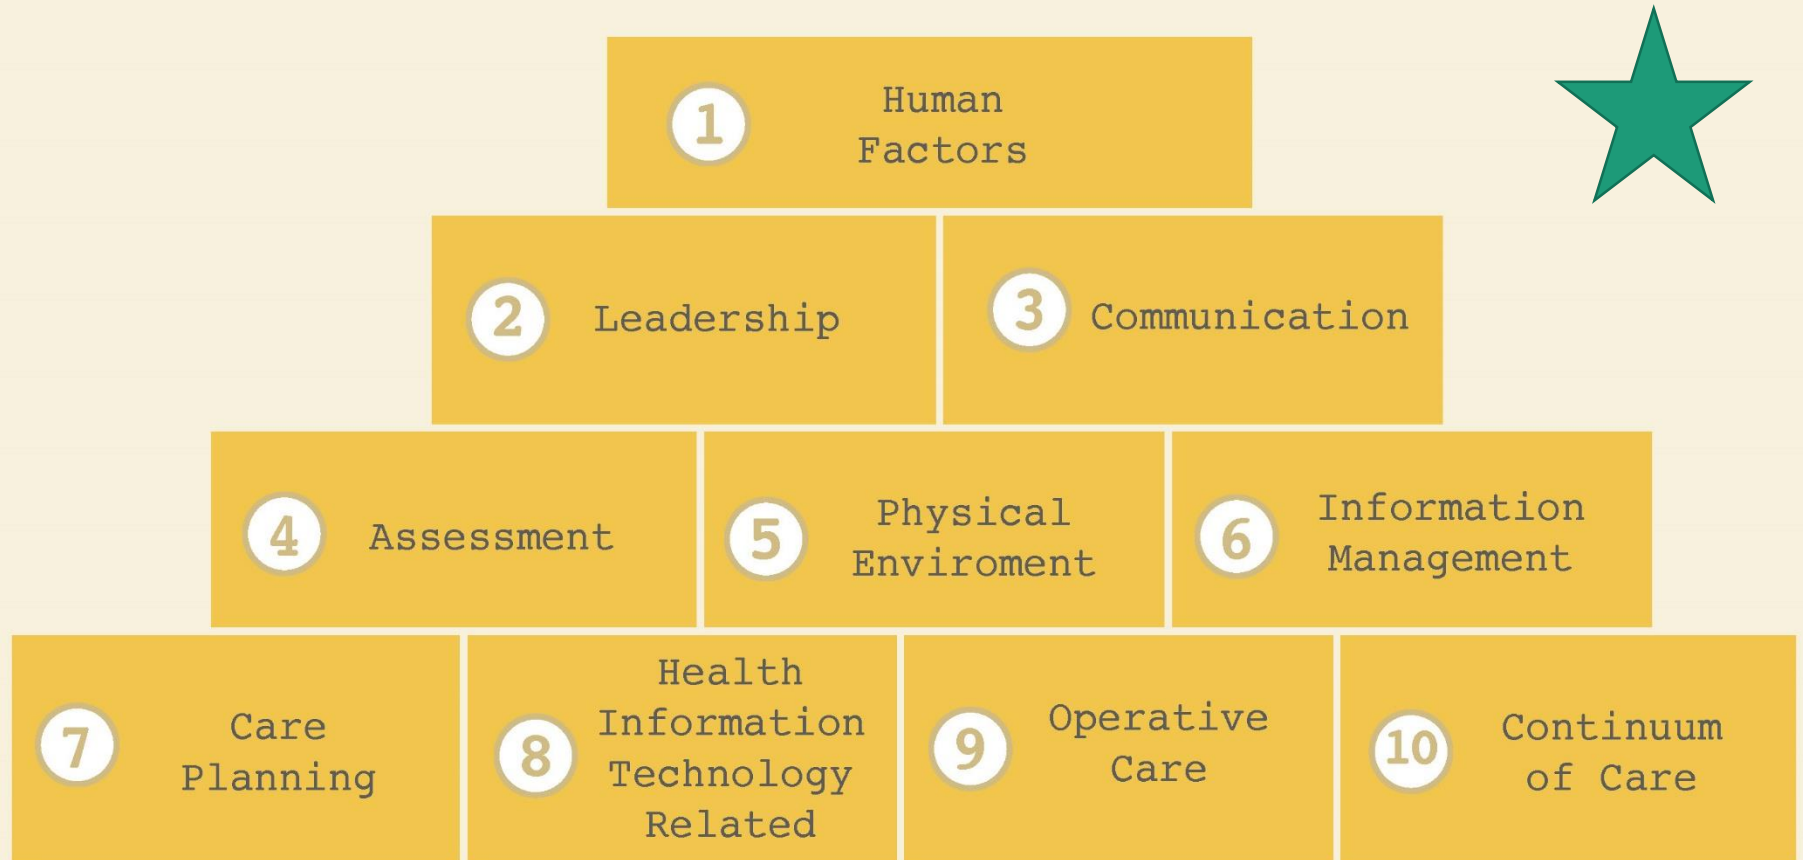 1
Human
Factors
2
Leadership
3
Communication
4
Assessment
5
Physical
Enviroment
6
Information
Management
7
Care
Planning
8
Health
Information
Technology
Related
9
Operative
Care
10
Continuum
of Care